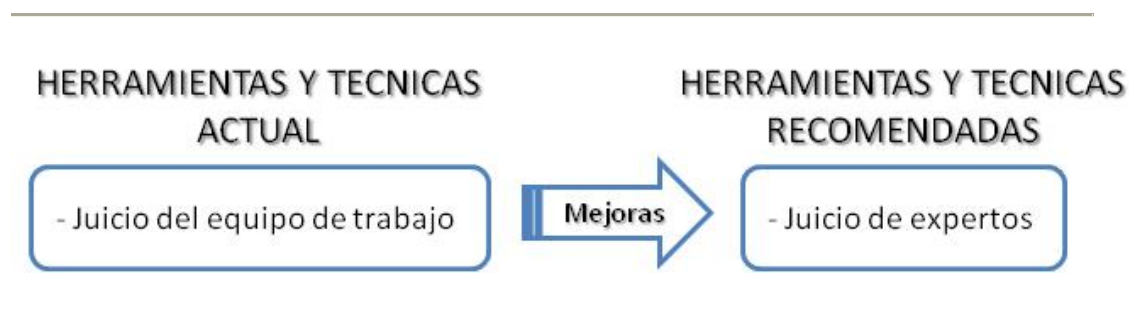 HERRAMIENTAS Y TECNICAS
ACTUAL
- Juicio del equipo de trabajo
Mejoras
HERRAMIENTAS Y TECNICAS
RECOMENDADAS
- Juicio de expertos